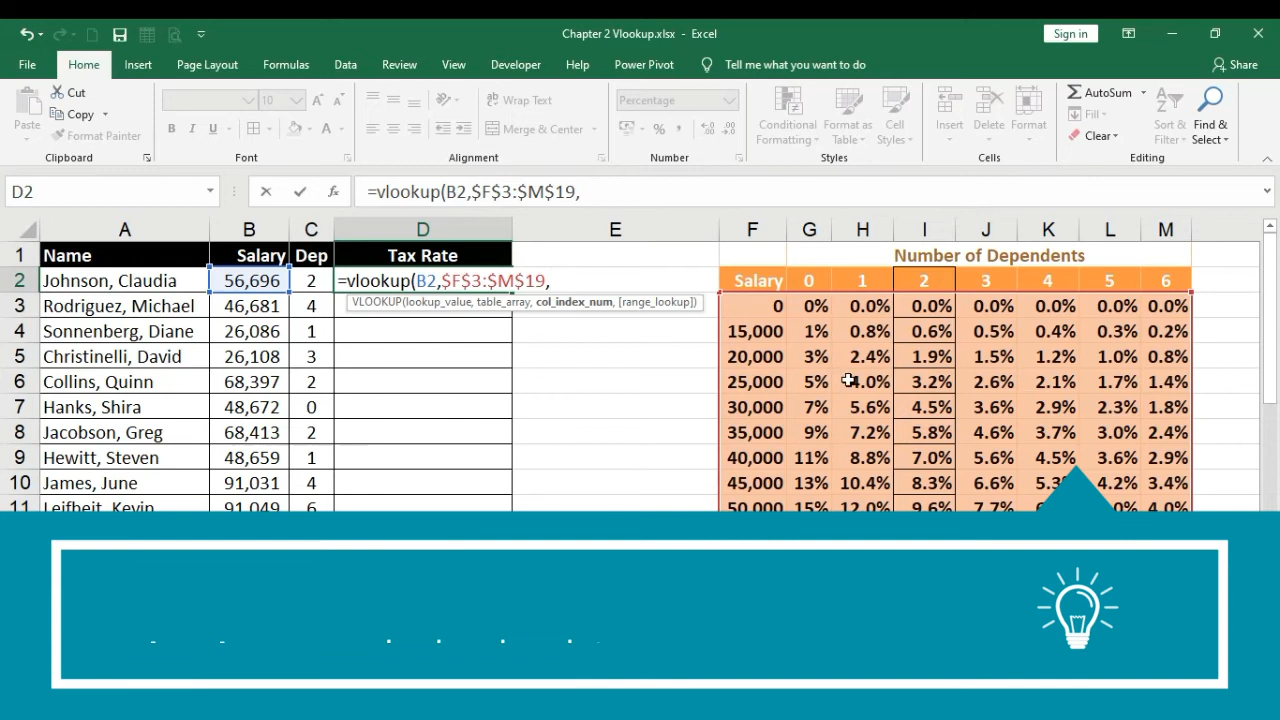 Chapter 2 Vlookup.xlsx - Excel
Sign in
File Home Insert Page Layout Formulas Data Review View Developer Help Power Pivot Tell me what you want to do Share
Paste
Cut
Copy
Format Painter
Clipboard
10
B I U
Font
Wrap Text
Merge & Center
Alignment
Percentage
Number
Conditional Formatting
Format as Table
Cell Styles
Styles
Insert
Delete
Format
Cells
AutoSum
Fill
Clear
Sort & Filter
Find & Select
Editing
D2 =vlookup(B2,$F$3:$M$19,
A B C D E F G H I J K L M
1 Name Salary Dep Tax Rate Number of Dependents
2 Johnson, Claudia 56,696 2 =vlookup(B2,$F$3:$M$19, Salary 0 1 2 3 4 5 6
VLOOKUP(lookup_value, table_array, col_index_num, [range_lookup])
3 Rodriguez, Michael 46,681 4 0 0% 0.0% 0.0% 0.0% 0.0% 0.0% 0.0%
4 Sonnenberg, Diane 26,086 1 15,000 1% 0.8% 0.6% 0.5% 0.4% 0.3% 0.2%
5 Christinelli, David 26,108 3 20,000 3% 2.4% 1.9% 1.5% 1.2% 1.0% 0.8%
6 Collins, Quinn 68,397 2 25,000 5% 4.0% 3.2% 2.6% 2.1% 1.7% 1.4%
7 Hanks, Shira 48,672 0 30,000 7% 5.6% 4.5% 3.6% 2.9% 2.3% 1.8%
8 Jacobson, Greg 68,413 2 35,000 9% 7.2% 5.8% 4.6% 3.7% 3.0% 2.4%
9 Hewitt, Steven 48,659 1 40,000 11% 8.8% 7.0% 5.6% 4.5% 3.6% 2.9%
10 James, June 91,031 4 45,000 13% 10.4% 8.3% 6.6% 4.2% 3.4%
11 Leifheit, Kevin 91,049 6 50,000 15% 12.0% 9.6% 7.7% 4.0%